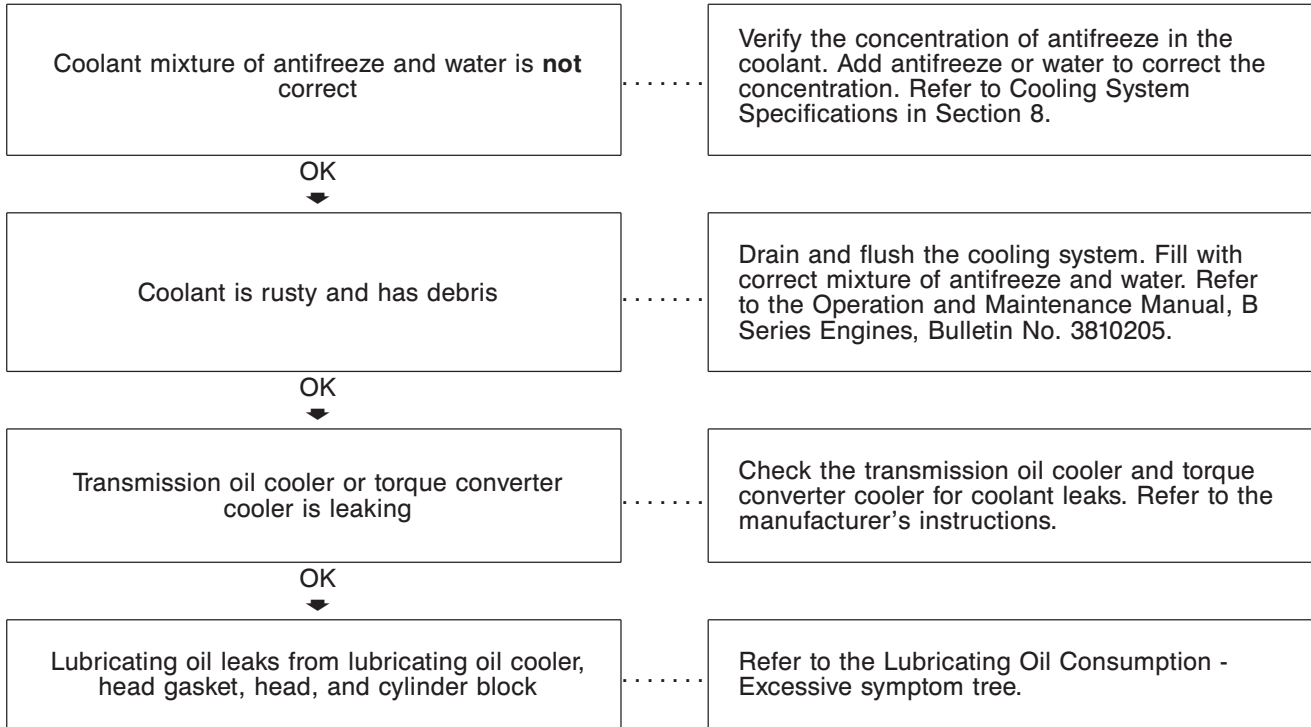 Coolant mixture of antifreeze and water is not
correct
.......
Verify the concentration of antifreeze in the
coolant. Add antifreeze or water to correct the
concentration. Refer to Cooling System
Specifications in Section 8.
OK
Coolant is rusty and has debris
.......
Drain and flush the cooling system. Fill with
correct mixture of antifreeze and water. Refer
to the Operation and Maintenance Manual, B
Series Engines, Bulletin No. 3810205.
OK
Transmission oil cooler or torque converter
cooler is leaking
.......
Check the transmission oil cooler and torque
converter cooler for coolant leaks. Refer to the
manufacturer's instructions.
OK
Lubricating oil leaks from lubricating oil cooler,
head gasket, head, and cylinder block
.......
Refer to the Lubricating Oil Consumption -
Excessive symptom tree.